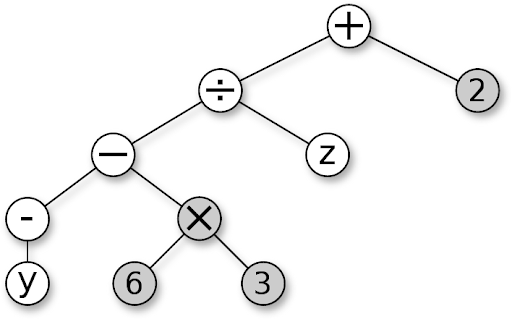 +
÷ 2
− z
- ×
y 6 3